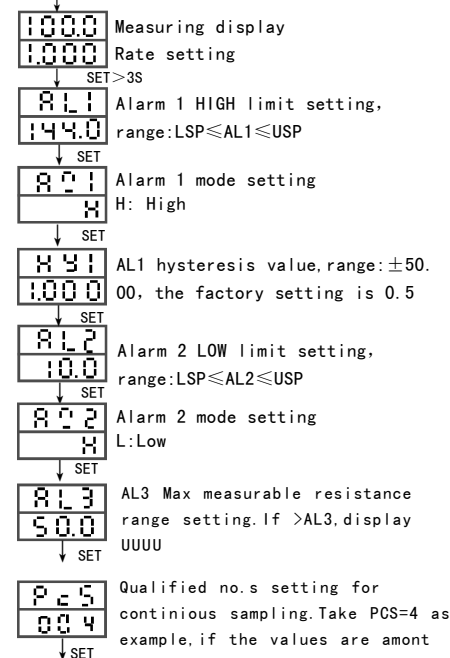 100.0 Measuring display
1.000 Rate setting
SET>3S
AL1 Alarm 1 HIGH limit setting,
144.0 range:LSP≤AL1≤USP
SET
Alarm 1 mode setting
H H: High
SET
HY1 AL1 hysteresis value,range:±50.
1.000 00, the factory setting is 0.5
SET
AL2 Alarm 2 LOW limit setting,
10.0 range:LSP≤AL2≤USP
SET
Alarm 2 mode setting
H L:Low
SET
AL3 AL3 Max measurable resistance
50.0 range setting.If >AL3,display
UUUU
SET
PcS Qualified no.s setting for
004 continious sampling.Take PCS=4 as
example,if the values are amont
SET